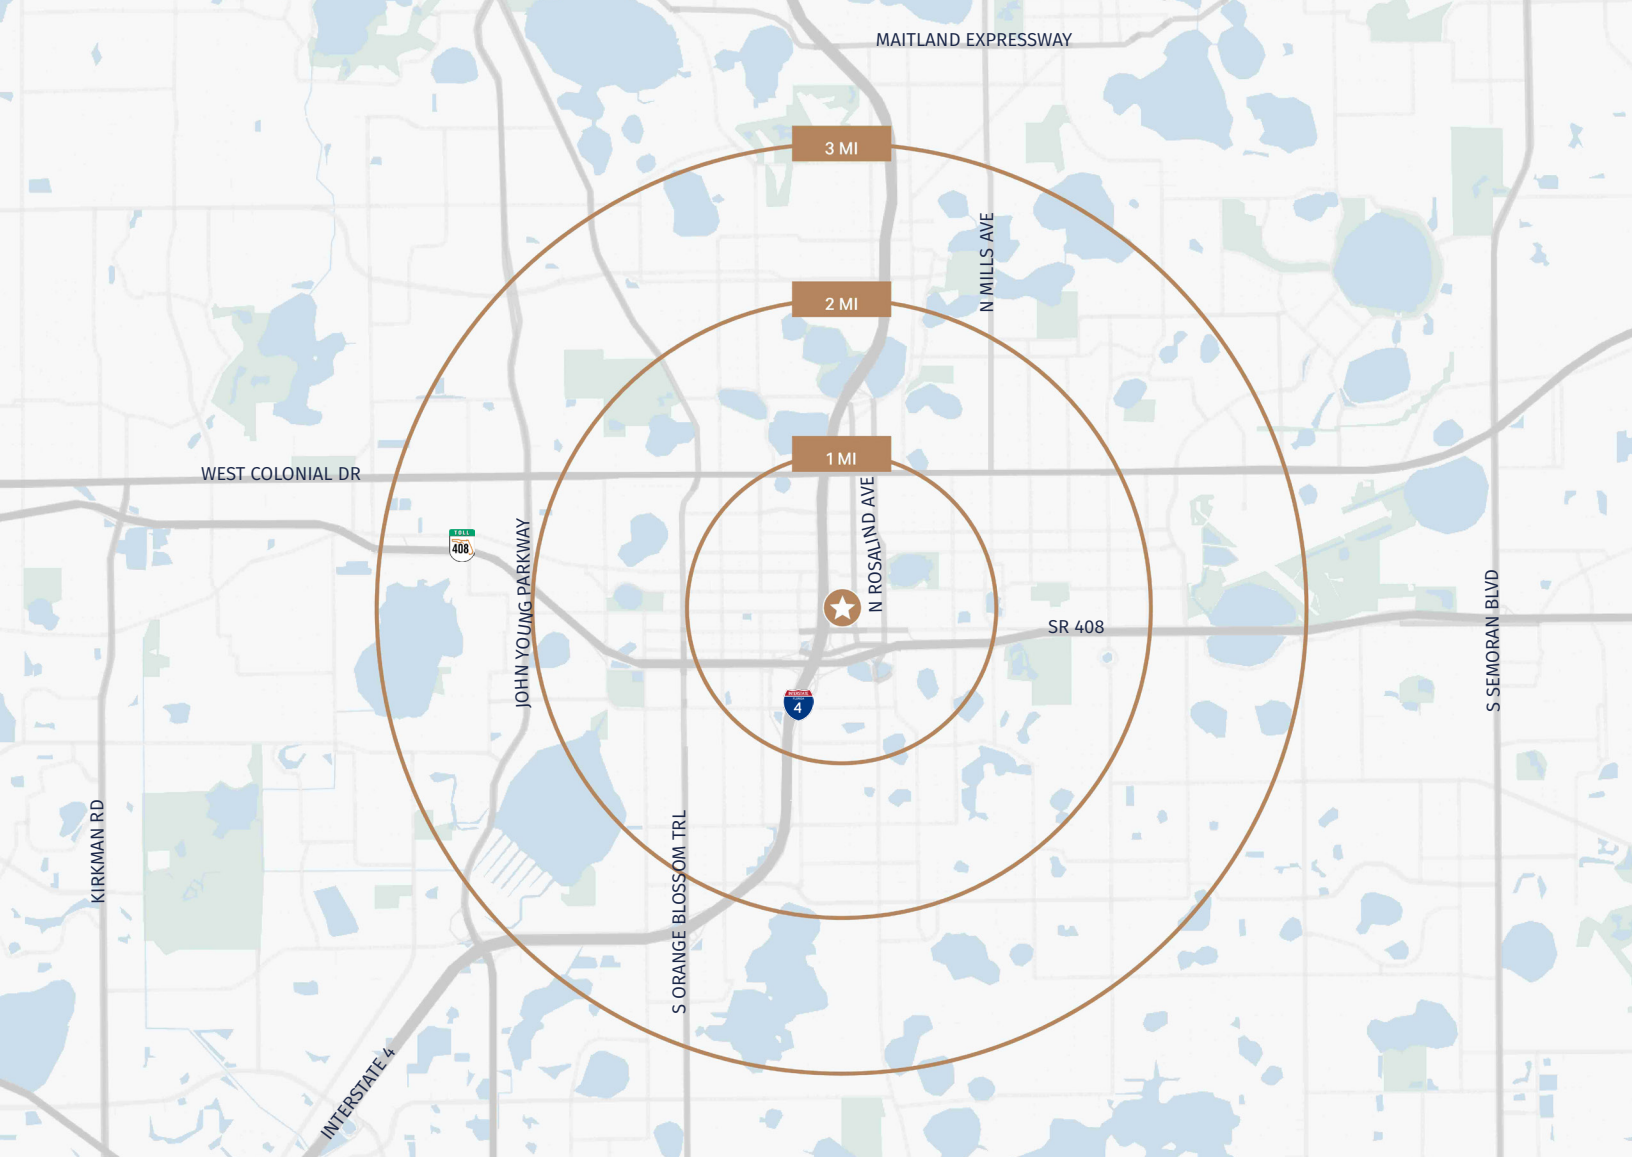 MAITLAND EXPRESSWAY
3 MI
N MILLS AVE
2 MI
1 MI
WEST COLONIAL DR
N ROSALIND AVE
TOLL
408
JOHN YOUNG PARKWAY
SR 408
S SEMORAN BLVD
INTERSTATE
4
KIRKMAN RD
S ORANGE BLOSSOM TRL
INTERSTATE 4